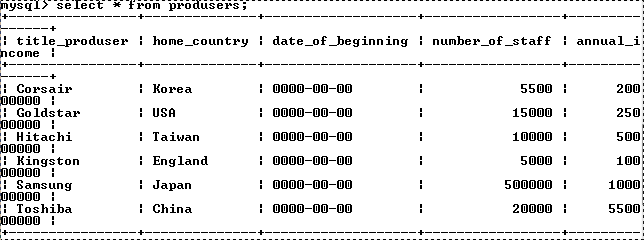 mysql> select * from produsers;
+----------------+--------------+-------------------+-----------------+---------
------+
| title_produser | home_country | date_of_beginning | number_of_staff | annual_i
ncome |
+----------------+--------------+-------------------+-----------------+---------
------+
| Corsair | Korea | 0000-00-00 | 5500 | 200
00000 |
| Goldstar | USA | 0000-00-00 | 15000 | 250
00000 |
| Hitachi | Taiwan | 0000-00-00 | 10000 | 500
00000 |
| Kingston | England | 0000-00-00 | 5000 | 100
00000 |
| Samsung | Japan | 0000-00-00 | 500000 | 1000
00000 |
| Toshiba | China | 0000-00-00 | 20000 | 5500
00000 |
+----------------+--------------+-------------------+-----------------+---------